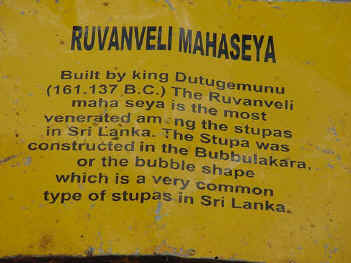 RUVANVELI MAHASEYA
Built by king Dutugemunu
(161.137 B.C.) The Ruvanveli
maha seya is the most
venerated am ng the stupas
in Sri Lanka. The Stupa was
constructed in the Bubbulakara.
or the bubble shape
which is a very common
type of stupas in Sri Lanka.